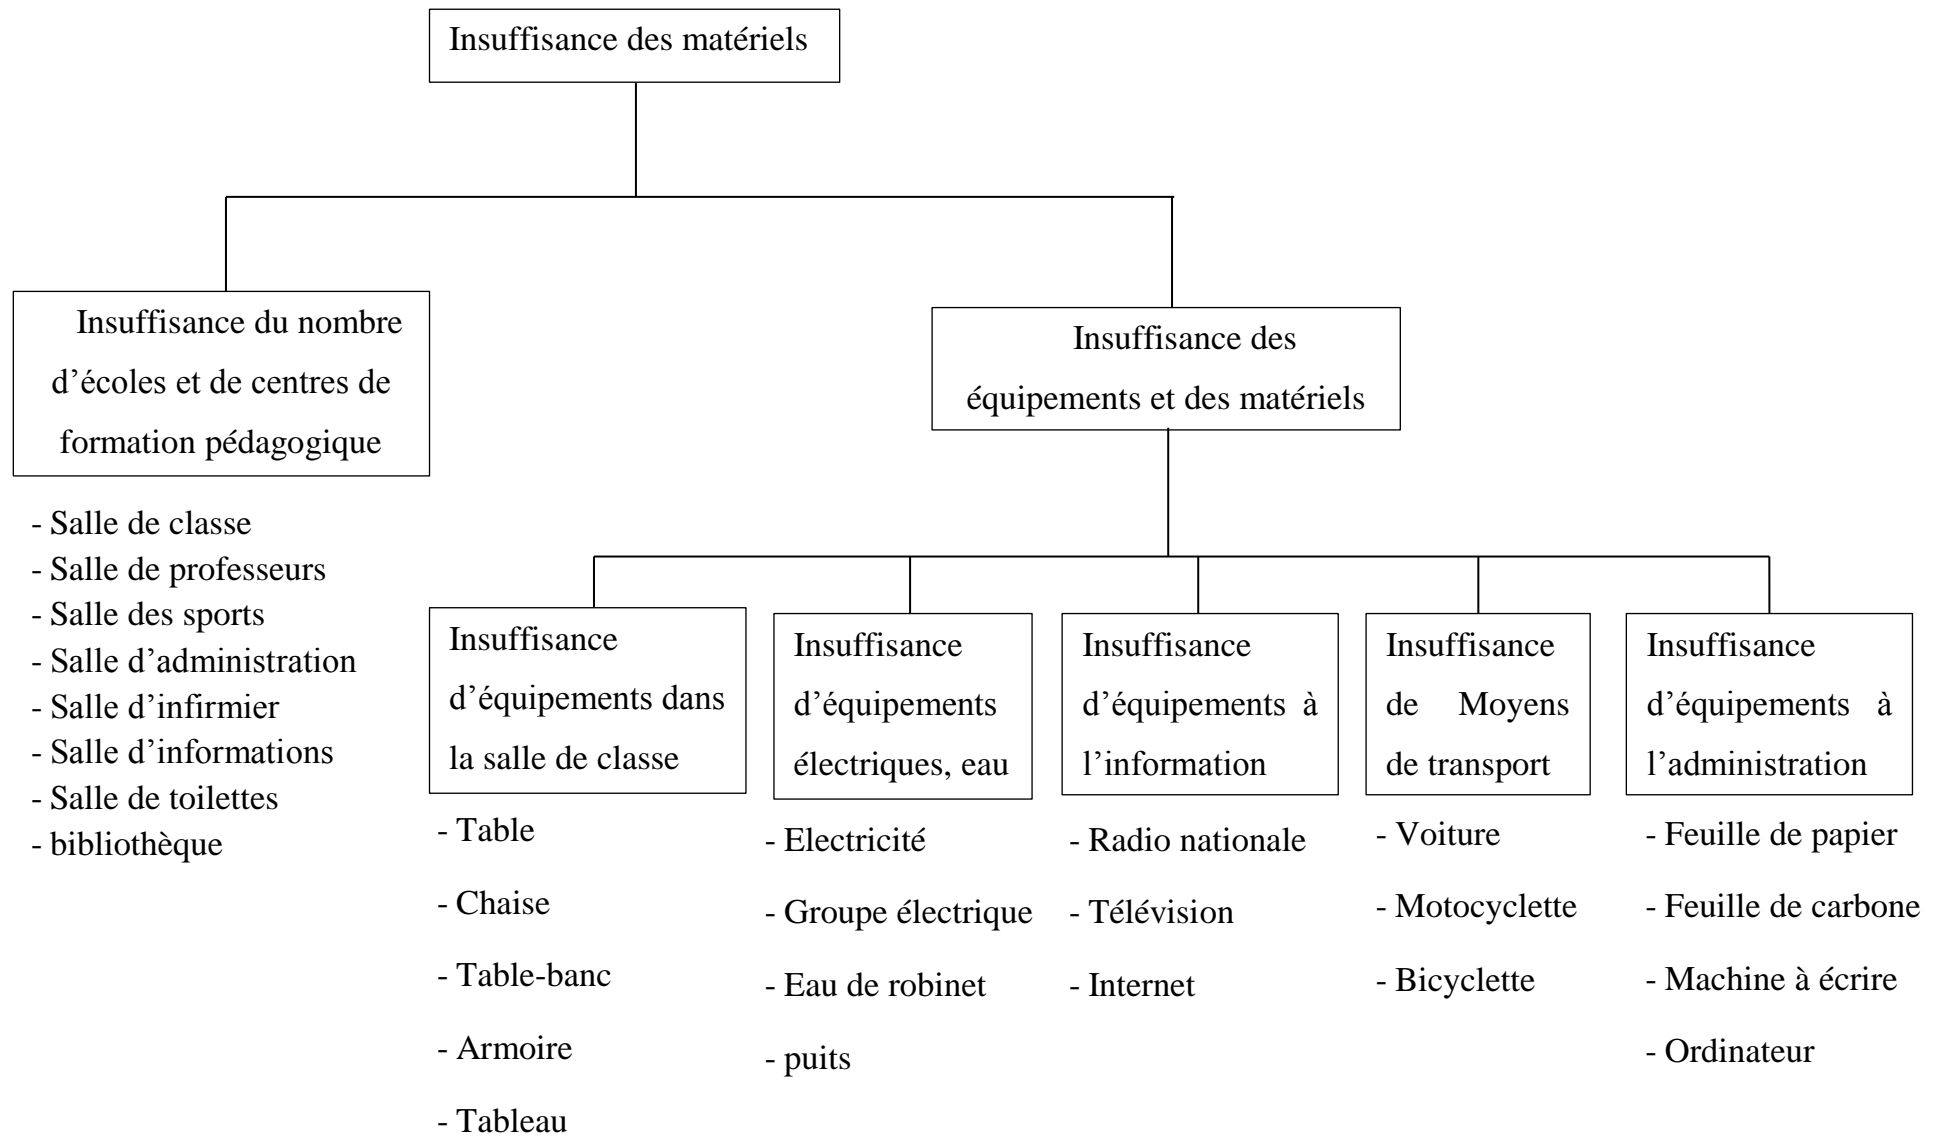 Insuffisance des matériels
Insuffisance du nombre
d’écoles et de centres de
formation pédagogique
- Salle de classe
- Salle de professeurs
- Salle des sports
- Salle d’administration
- Salle d’infirmier
- Salle d’informations
- Salle de toilettes
- bibliothèque
Insuffisance des
équipements et des matériels
Insuffisance
d’équipements dans
la salle de classe
- Table
- Chaise
- Table-banc
- Armoire
- Tableau
Insuffisance
d’équipements
électriques, eau
- Electricité
- Groupe électrique
- Eau de robinet
- puits
Insuffisance
d’équipements à
l’information
- Radio nationale
- Télévision
- Internet
Insuffisance
de Moyens
de transport
- Voiture
- Motocyclette
- Bicyclette
Insuffisance
d’équipements à
l’administration
- Feuille de papier
- Feuille de carbone
- Machine à écrire
- Ordinateur